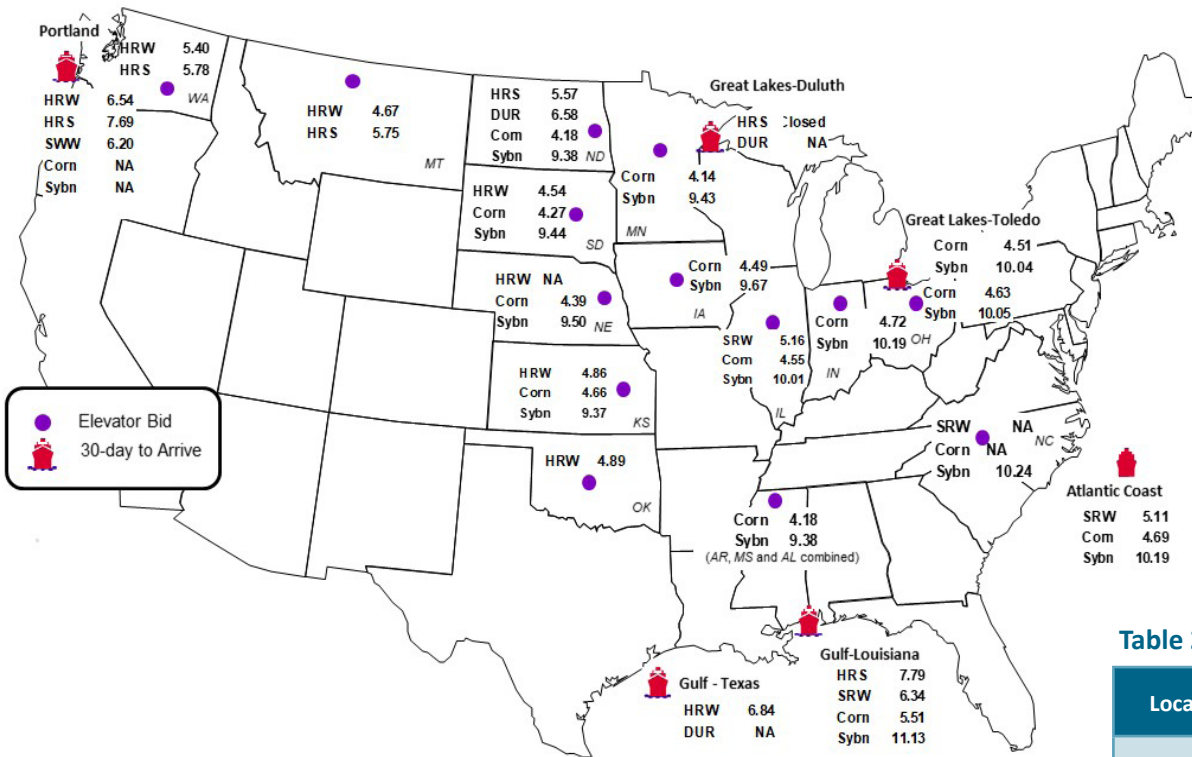 Portland
HRW 5.40
HRS 5.78
WA
HRW 6.54
HRS 7.69
SWW 6.20
Corn NA
Sybn NA
HRW 4.67
HRS 5.75
MT
HRS 5.57
DUR 6.58
Corn 4.18
Sybn 9.38 ND
HRW 4.54
Corn 4.27
Sybn 9.44
SD
HRW NA
Corn 4.39
Sybn 9.50 NE
HRW 4.86
Corn 4.66
Sybn 9.37
KS
HRW 4.89
OK
Great Lakes-Duluth
HRS Closed
DUR NA
Corn 4.14
Sybn 9.43
MN
Corn 4.49
Sybn 9.67
IA
SRW 5.16
Corn 4.55
Sybn 10.01
IL
Great Lakes-Toledo
Corn 4.51
Sybn 10.04
Corn 4.63
Sybn 10.05
OH
Corn 4.72
Sybn 10.19
IN
SRW NA
NC
Corn NA
Sybn 10.24
Atlantic Coast
SRW 5.11
Corn 4.69
Sybn 10.19
Corn 4.18
Sybn 9.38
(AR, MS and AL combined)
Gulf-Louisiana
HRS 7.79
SRW 6.34
Corn 5.51
Sybn 11.13
Gulf - Texas
HRW 6.84
DUR NA
Elevator Bid
30-day to Arrive
Table
Loca